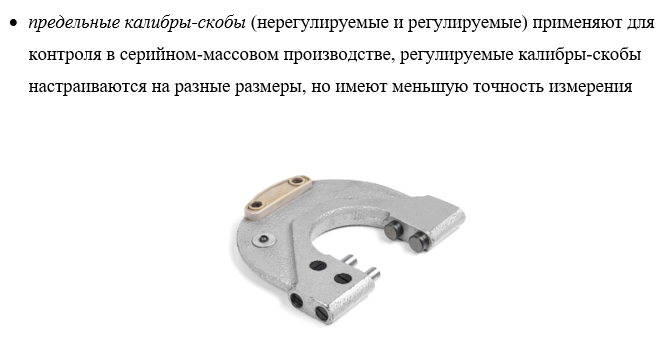 • предельные калибры-скобы (нерегулируемые и регулируемые) применяют для
контроля в серийном-массовом производстве, регулируемые калибры-скобы
настраиваются на разные размеры, но имеют меньшую точность измерения